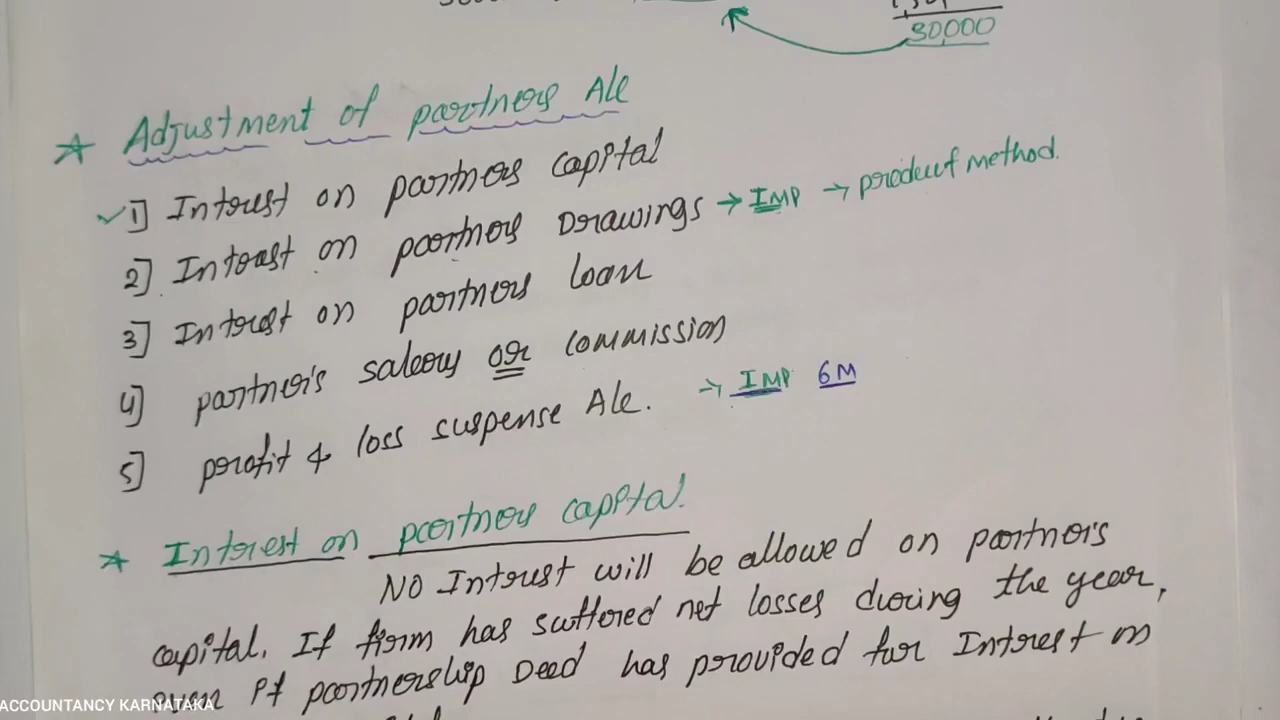 30,000
☆ Adjustment of partners A/c
✓ 1] Interest on partners capital
2] Interest on partners Drawings → IMP → product method.
3] Interest on partners loan
4] partner's salary or commission
5] profit & loss suspense A/c. → IMP 6M
☆ Interest on partners capital.
NO Interest will be allowed on partner's
capital. If firm has suffered net losses during the year,
even if partnership Deed has provided for Interest on
ACCOUNTANCY KARNATAKA